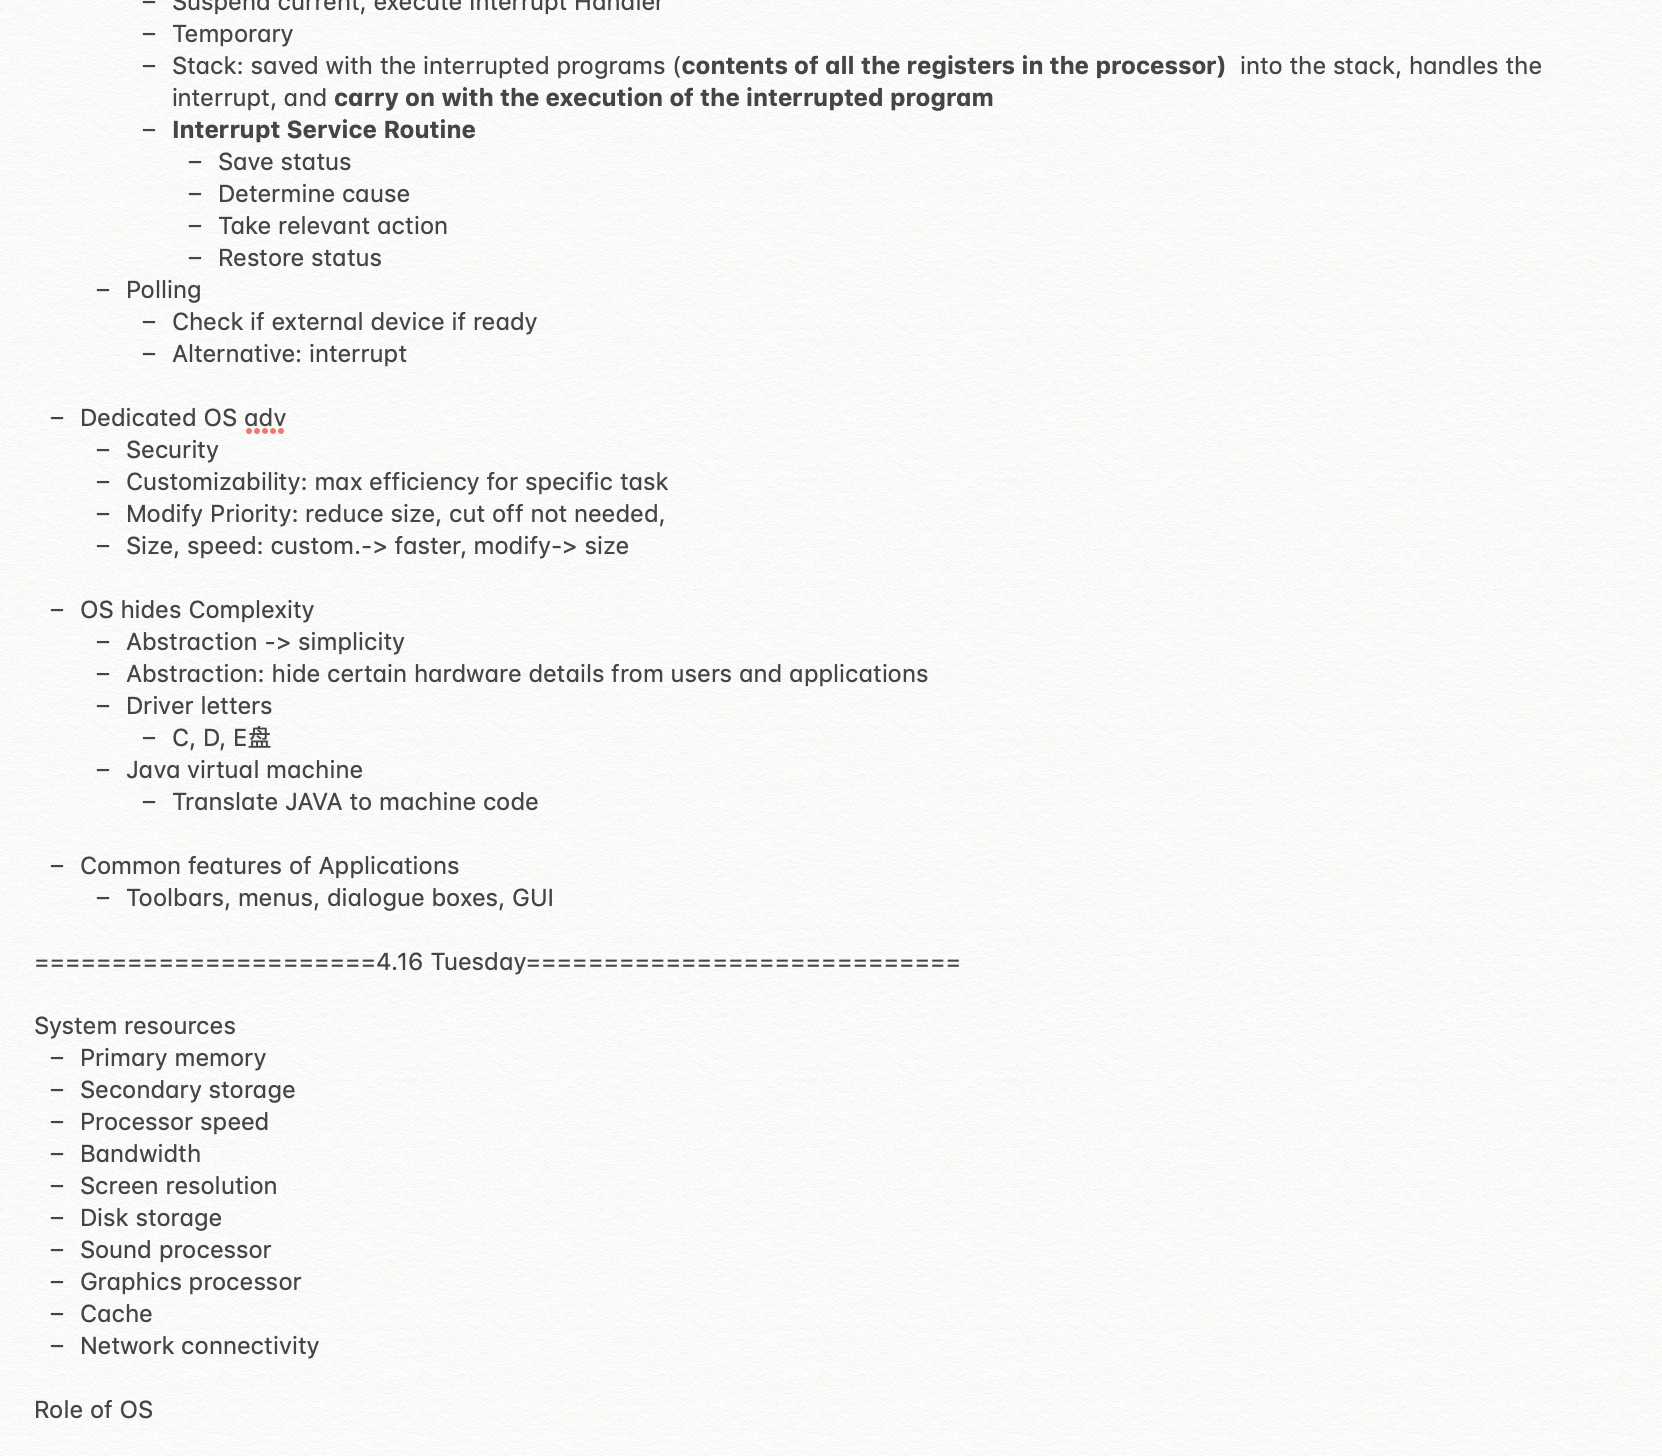 – Suspend current, execute Interrupt Handler
– Temporary
– Stack: saved with the interrupted programs (contents of all the registers in the processor)  into the stack, handles the
interrupt, and carry on with the execution of the interrupted program
– Interrupt Service Routine
– Save status
– Determine cause
– Take relevant action
– Restore status
– Polling
– Check if external device if ready
– Alternative: interrupt
– Dedicated OS adv
– Security
– Customizability: max efficiency for specific task
– Modify Priority: reduce size, cut off not needed,
– Size, speed: custom.-> faster, modify-> size
– OS hides Complexity
– Abstraction -> simplicity
– Abstraction: hide certain hardware details from users and applications
– Driver letters
– C, D, E盘
– Java virtual machine
– Translate JAVA to machine code
– Common features of Applications
– Toolbars, menus, dialogue boxes, GUI
======================4.16 Tuesday============================
System resources
– Primary memory
– Secondary storage
– Processor speed
– Bandwidth
– Screen resolution
– Disk storage
– Sound processor
– Graphics processor
– Cache
– Network connectivity
Role of OS